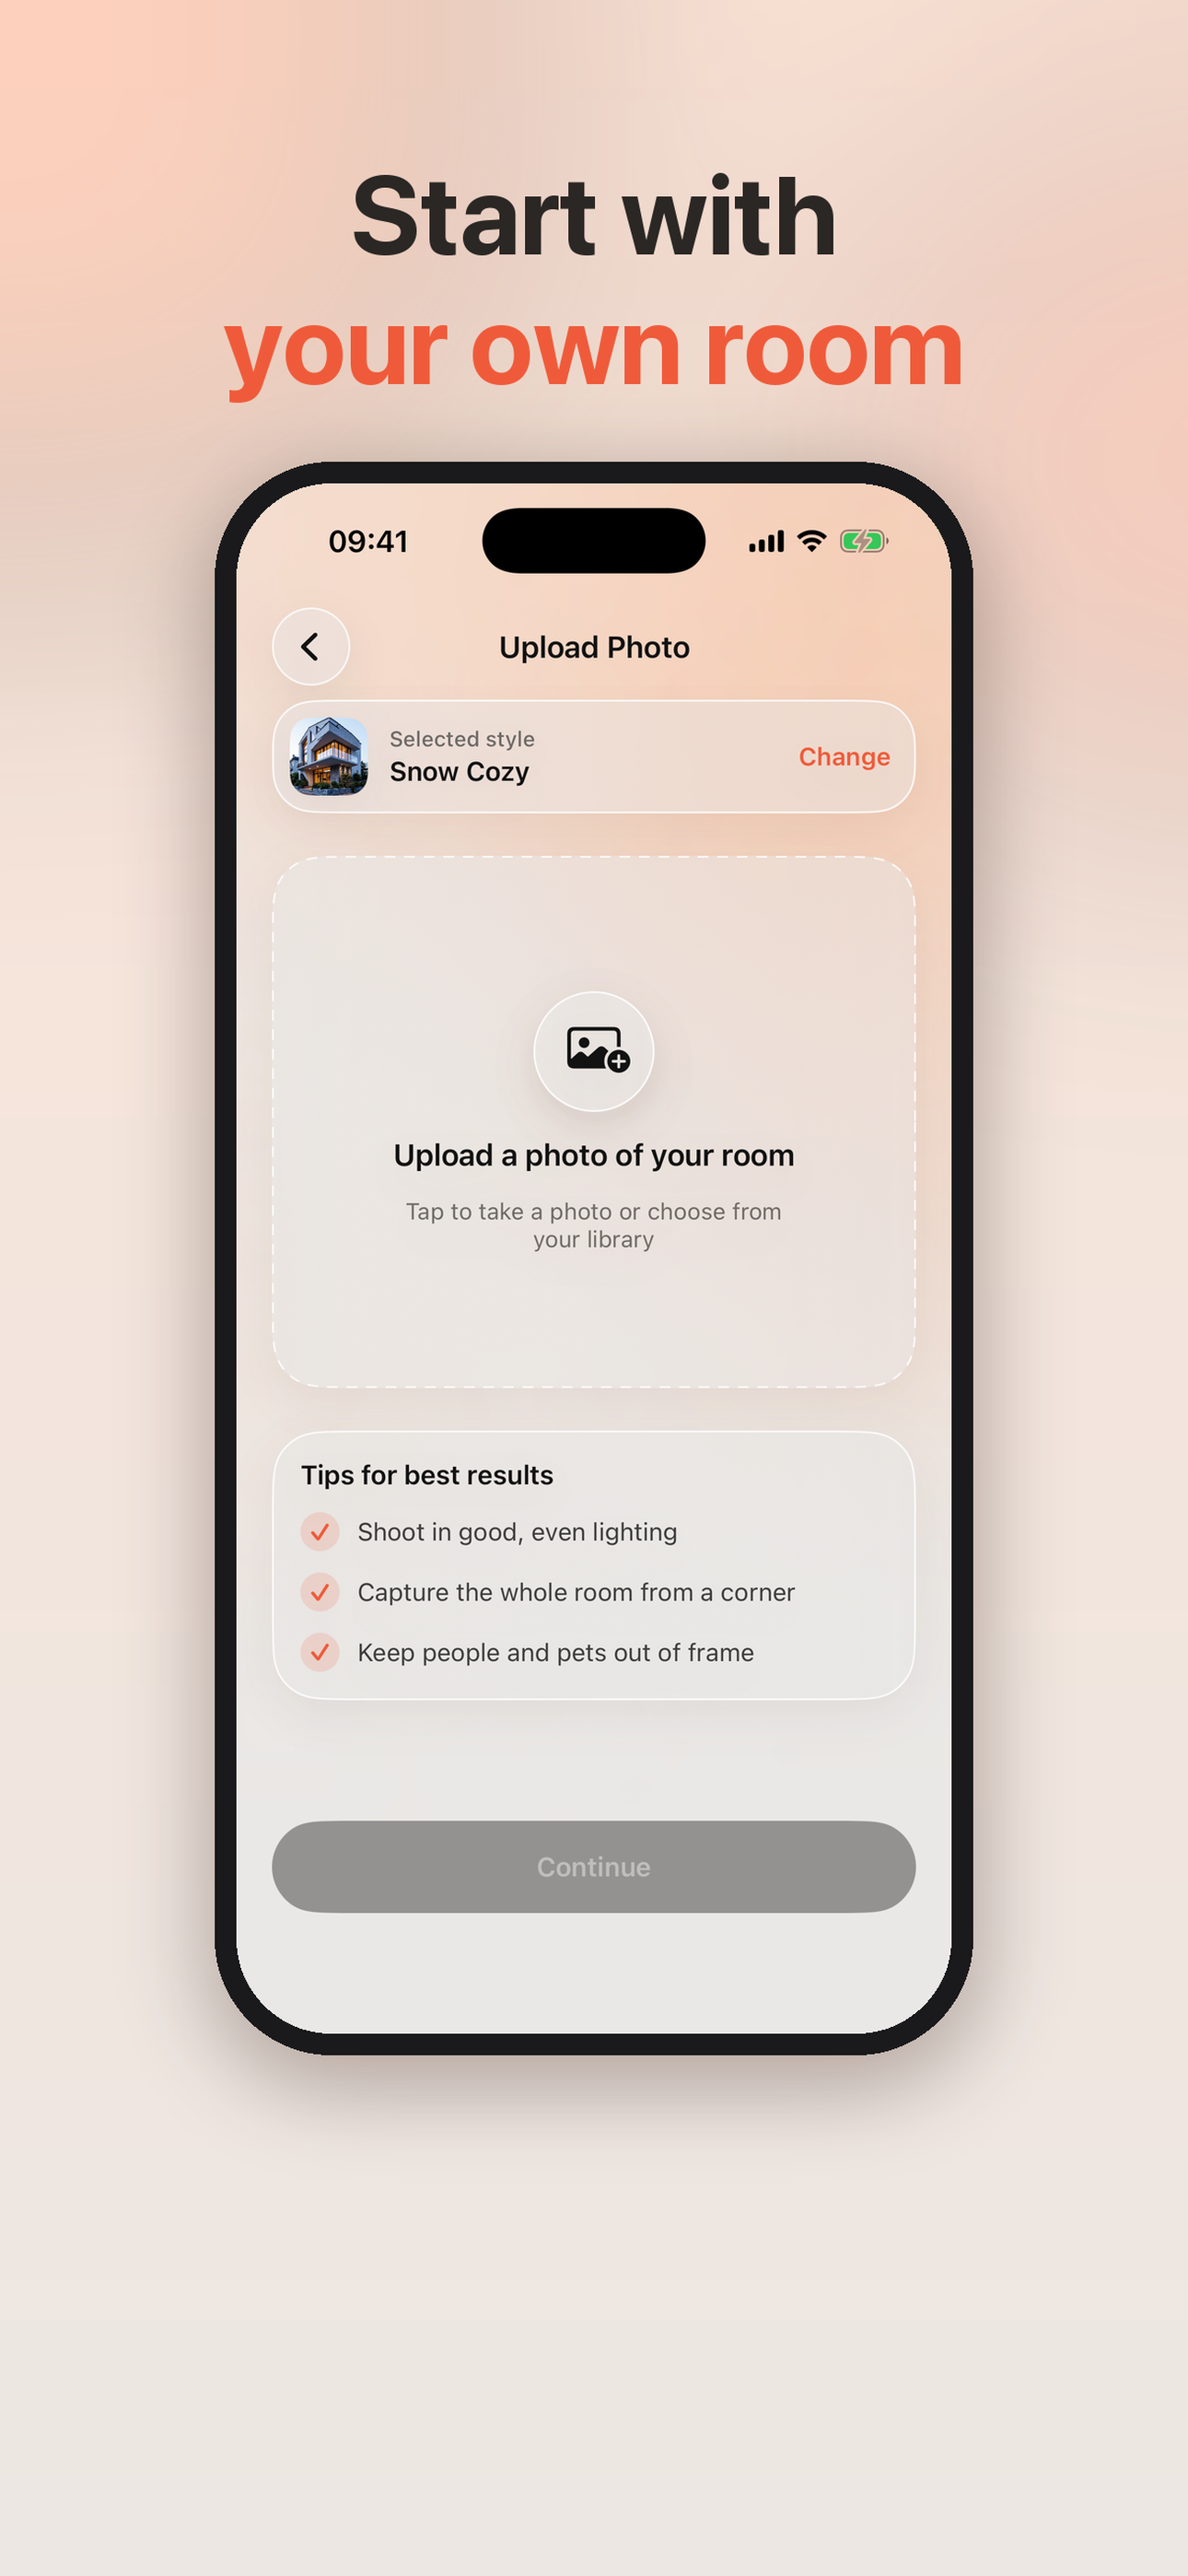 Start with
your own room
09:41
Upload Photo
Selected style
Snow Cozy
Change
Upload a photo of your room
Tap to take a photo or choose from
your library
Tips for best results
Shoot in good, even lighting
Capture the whole room from a corner
Keep people and pets out of frame
Continue